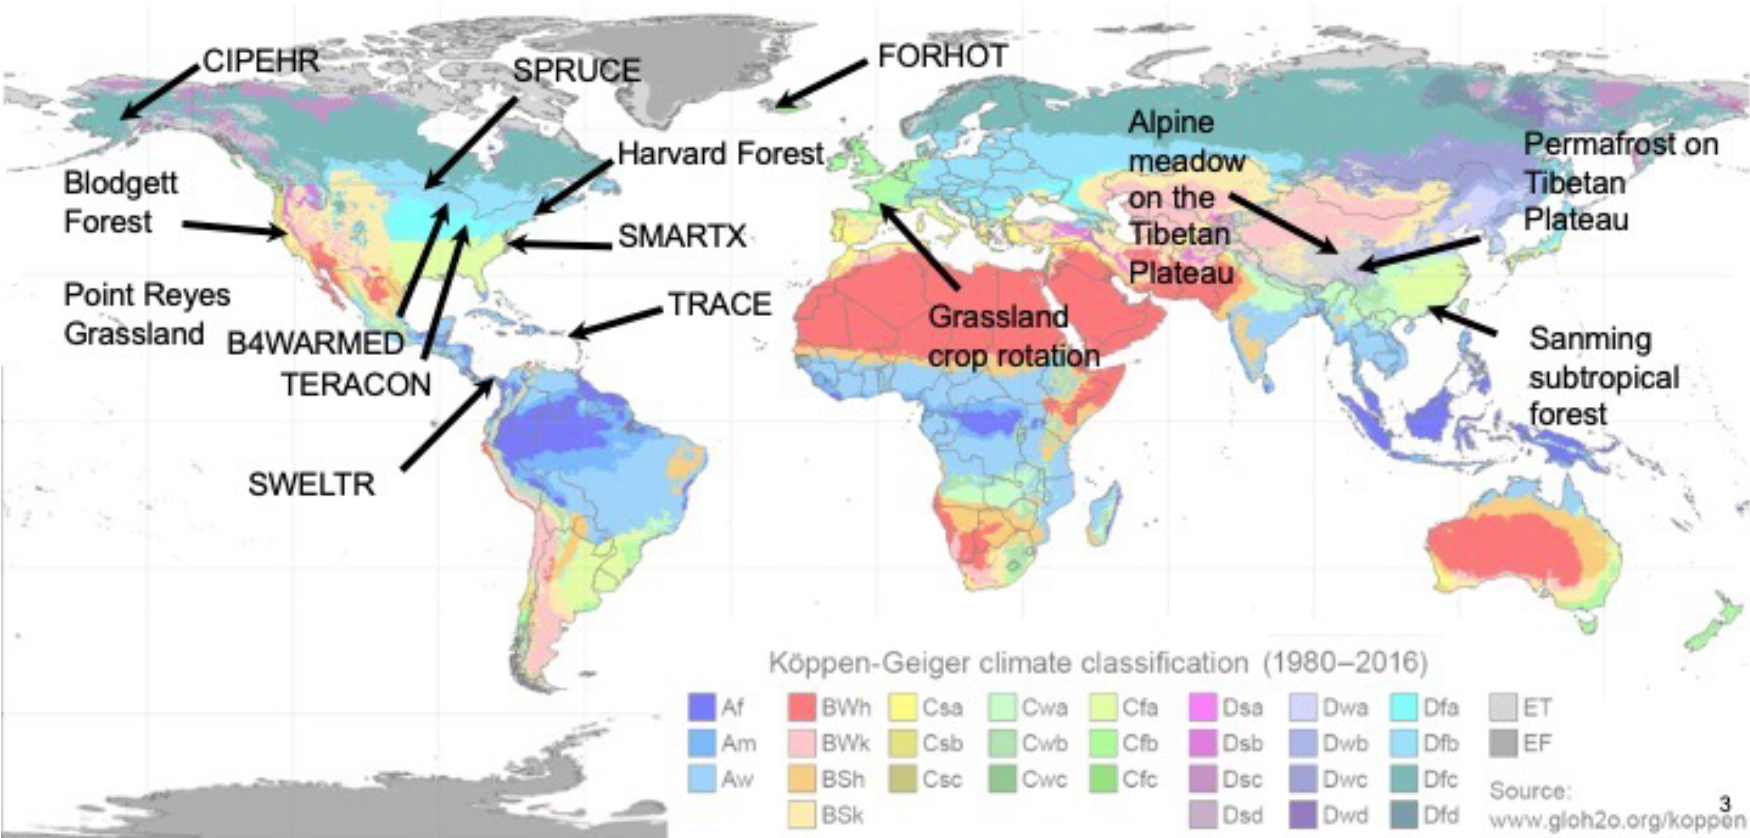 CIPEHR
SPRUCE
FORHOT
Harvard Forest
Alpine
meadow
on the
Tibetan
Plateau
Permafrost on
Tibetan
Plateau
Blodgett
Forest
SMARTX
Point Reyes
Grassland
TRACE
B4WARMED
TERACON
Grassland
crop rotation
Sanming
subtropical
forest
SWELTR
Köppen-Geiger climate classification (1980–2016)
Af BWh Csa Cwa Cfa Dsa Dwa Dfa ET
Am BWk Csb Cwb Cfb Dsb Dwb Dfb EF
Aw BSh Csc Cwc Cfc Dsc Dwc Dfc
BSk Dsd Dwd Dfd
Source:
www.gloh2o.org/koppen
3